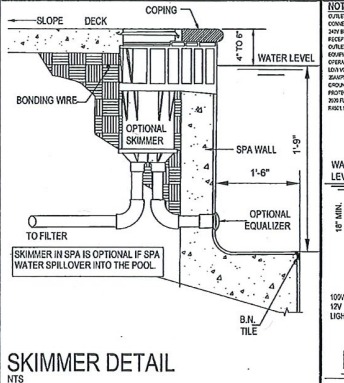 COPING
NOT
SLOPE DECK
4" TO 6"
WATER LEVEL
BONDING WIRE
OPTIONAL
SKIMMER
SPA WALL
1'-9"
1'-6"
WA
LEV
18" MIN.
OPTIONAL
EQUALIZER
TO FILTER
SKIMMER IN SPA IS OPTIONAL IF SPA
WATER SPILLOVER INTO THE POOL.
B.N.
TILE
100W
12V
LIGH
SKIMMER DETAIL
NTS